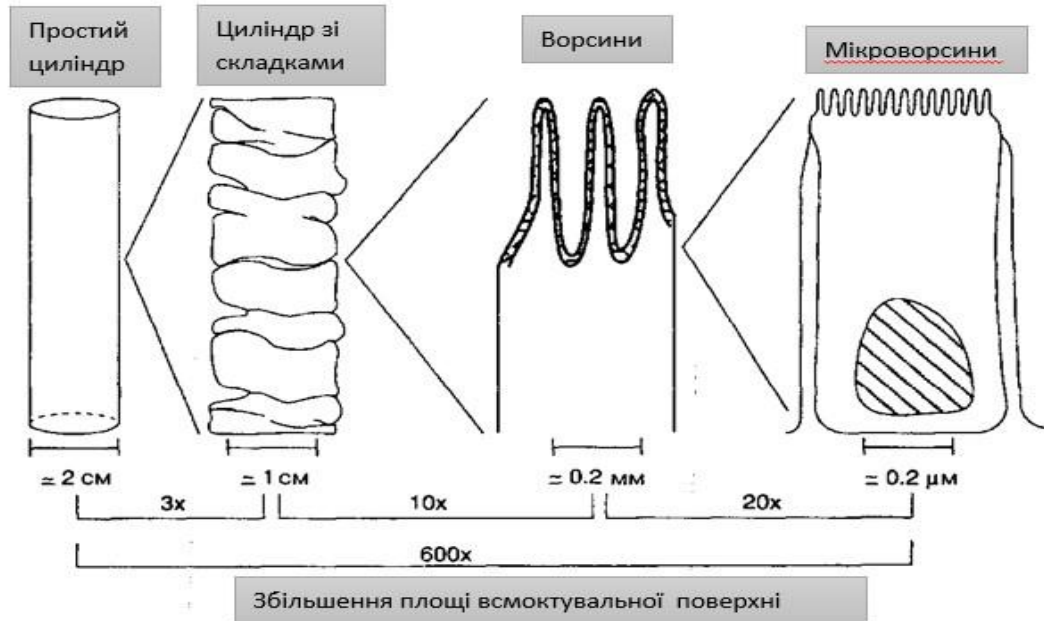 Простий
циліндр
Циліндр зі
складками
Ворсини
Мікроворсини
≃ 2 см
≃ 1 см
≃ 0.2 мм
≃ 0.2 µм
3x
10x
20x
600x
Збільшення площі всмоктувальної поверхні